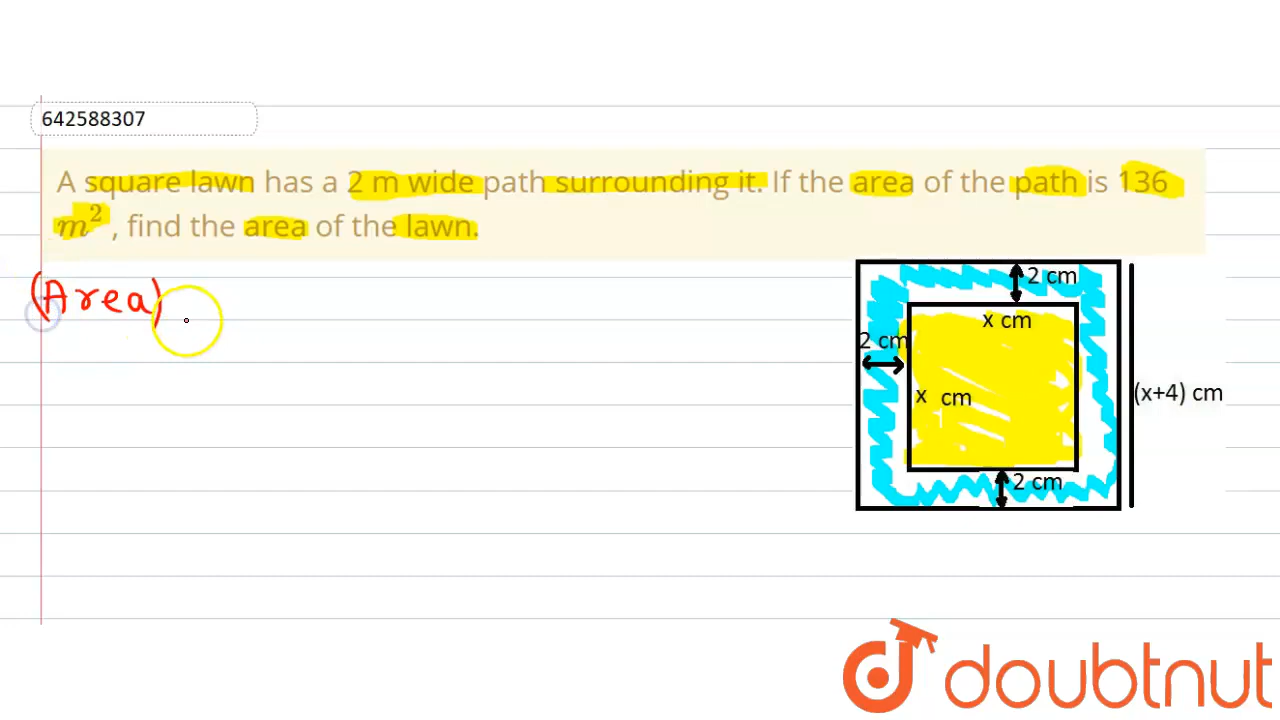 642588307
A square lawn has a 2 m wide path surrounding it. If the area of the path is 136
m², find the area of the lawn.
(Area)
2 cm
x cm
2 cm
x cm
(x+4) cm
2 cm
doubtnut